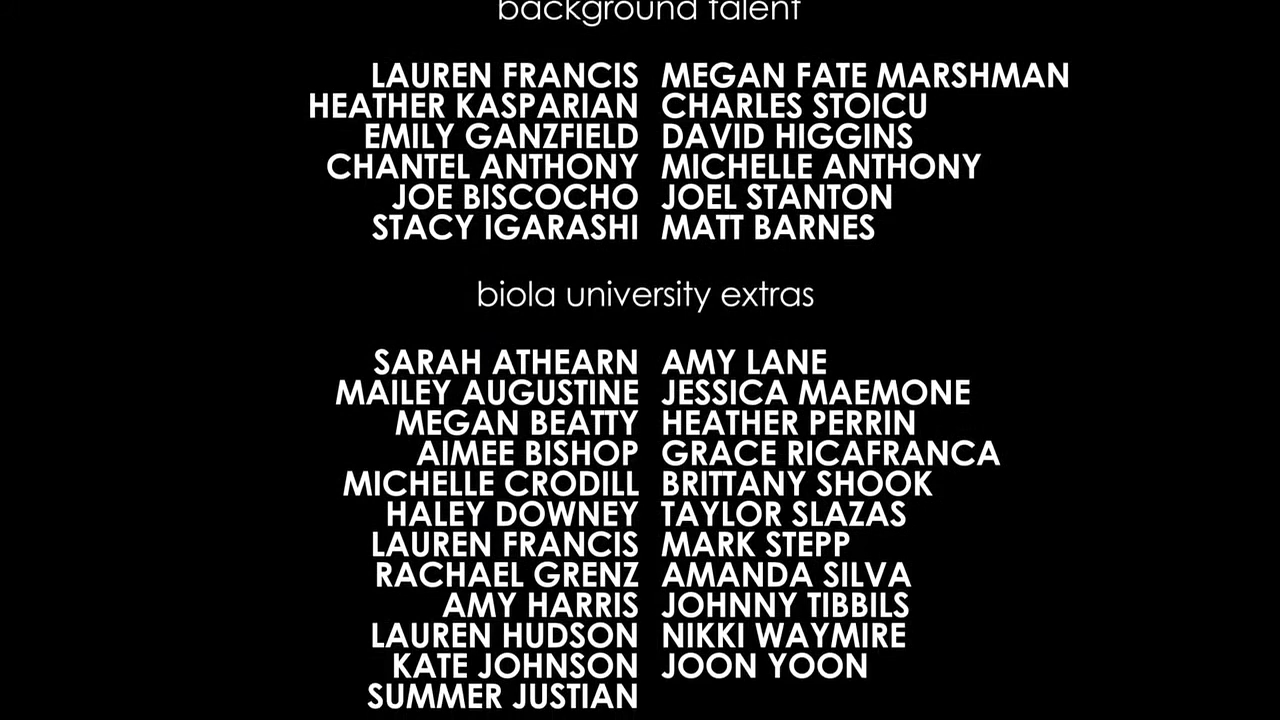 background talent
LAUREN FRANCIS MEGAN FATE MARSHMAN
HEATHER KASPARIAN CHARLES STOICU
EMILY GANZFIELD DAVID HIGGINS
CHANTEL ANTHONY MICHELLE ANTHONY
JOE BISCOCHO JOEL STANTON
STACY IGARASHI MATT BARNES
biola university extras
SARAH ATHEARN AMY LANE
MAILEY AUGUSTINE JESSICA MAEMONE
MEGAN BEATTY HEATHER PERRIN
AIMEE BISHOP GRACE RICAFRANCA
MICHELLE CRODILL BRITTANY SHOOK
HALEY DOWNEY TAYLOR SLAZAS
LAUREN FRANCIS MARK STEPP
RACHAEL GRENZ AMANDA SILVA
AMY HARRIS JOHNNY TIBBILS
LAUREN HUDSON NIKKI WAYMIRE
KATE JOHNSON JOON YOON
SUMMER JUSTIAN